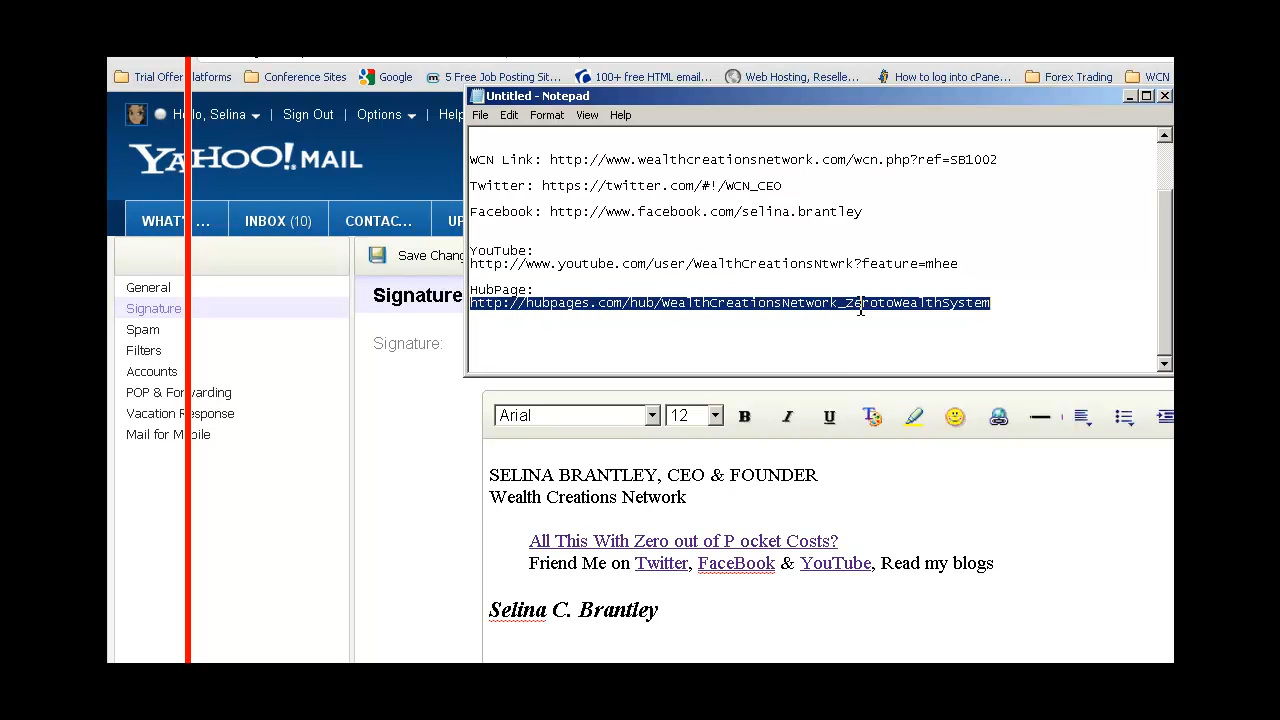 Trial Offer Platforms Conference Sites Google 5 Free Job Posting Sit... 100+ free HTML email... Web Hosting, Reselle... How to log into cPane... Forex Trading WCN
Untitled - Notepad
Hello, Selina Sign Out Options Help
File Edit Format View Help
YAHOO! MAIL
WCN Link: http://www.wealthcreationsnetwork.com/wcn.php?ref=SB1002
Twitter: https://twitter.com/#!/WCN_CEO
Facebook: http://www.facebook.com/selina.brantley
WHAT'S ... INBOX (10) CONTAC... UP
YouTube:
http://www.youtube.com/user/WealthCreationsNtwrk?feature=mhee
HubPage:
http://hubpages.com/hub/WealthCreationsNetwork_ZerotoWealthSystem
Save Chang
General
Signature
Spam
Filters
Accounts
POP & Forwarding
Vacation Response
Mail for Mobile
Signature
Signature:
Arial 12 B I U
SELINA BRANTLEY, CEO & FOUNDER
Wealth Creations Network
All This With Zero out of P ocket Costs?
Friend Me on Twitter, FaceBook & YouTube, Read my blogs
Selina C. Brantley